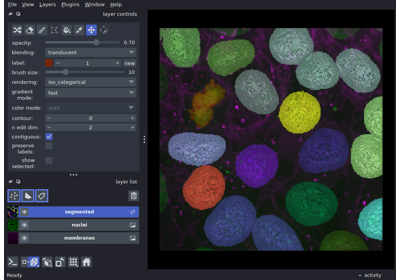 File View Layers Plugins Window Help
layer controls
opacity: 0.70
blending: translucent
label: 1 new
brush size: 10
rendering: iso_categorical
gradient mode: fast
color mode: auto
contour: 0
n edit dim: 2
contiguous:
preserve labels:
show selected:
layer list
segmented
nuclei
membranes
Ready
activity